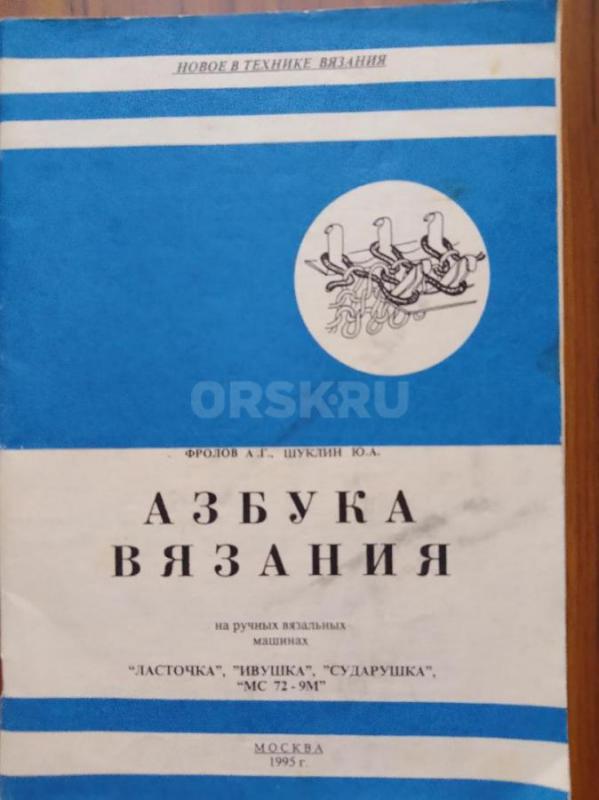 НОВОЕ В ТЕХНИКЕ ВЯЗАНИЯ
ORSK.RU
ФРОЛОВ А.Г., ШУКЛИН Ю.А.
АЗБУКА
ВЯЗАНИЯ
на ручных вязальных
машинах
"ЛАСТОЧКА", "ИВУШКА", "СУДАРУШКА",
"МС 72 - 9М"
МОСКВА
1995 г.